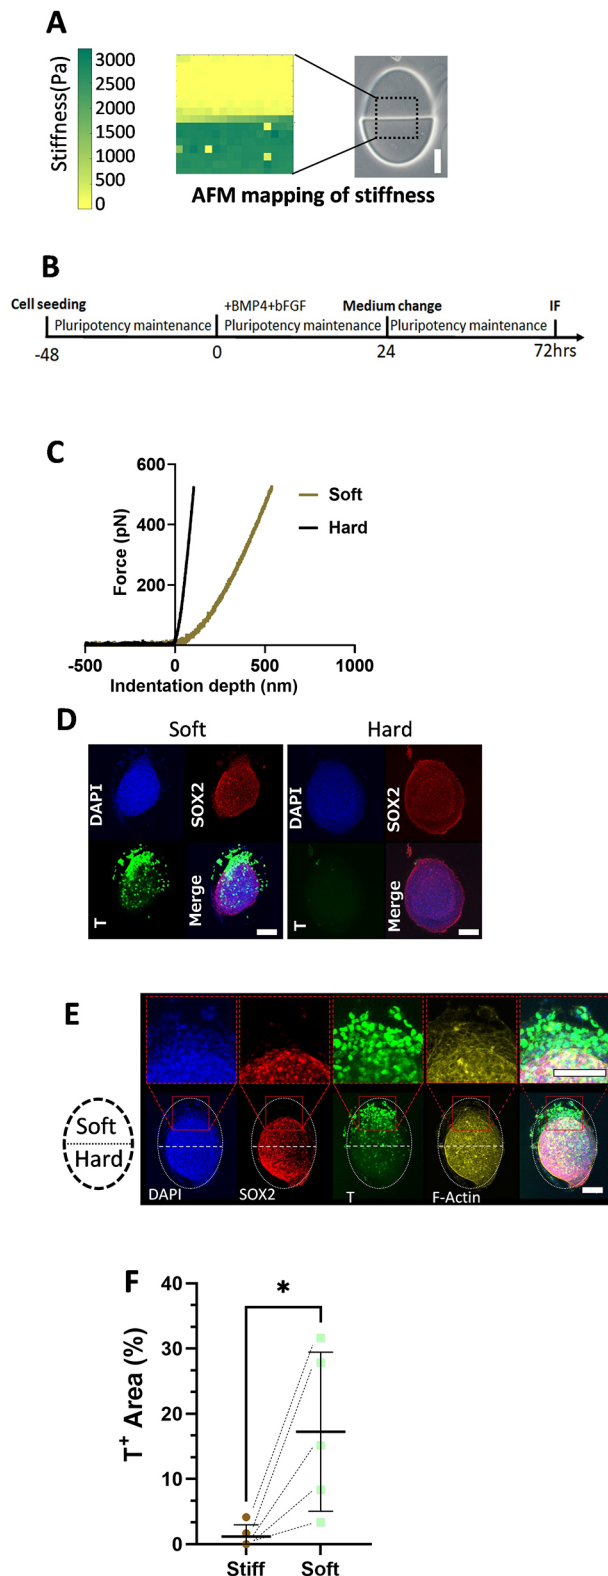 A
Stiffness(Pa)
3000
2500
2000
1500
1000
500
0
AFM mapping of stiffness
B
Cell seeding
+BMP4+bFGF
Medium change
IF
Pluripotency maintenance
Pluripotency maintenance
Pluripotency maintenance
-48
0
24
72hrs
C
600
400
200
Force (pN)
Soft
Hard
-500
0
500
1000
Indentation depth (nm)
D
Soft
Hard
DAPI
SOX2
T
Merge
DAPI
SOX2
T
Merge
E
Soft
Hard
DAPI
SOX2
T
F-Actin
F
*
40
30
20
10
0
T+ Area (%)
Stiff
Soft